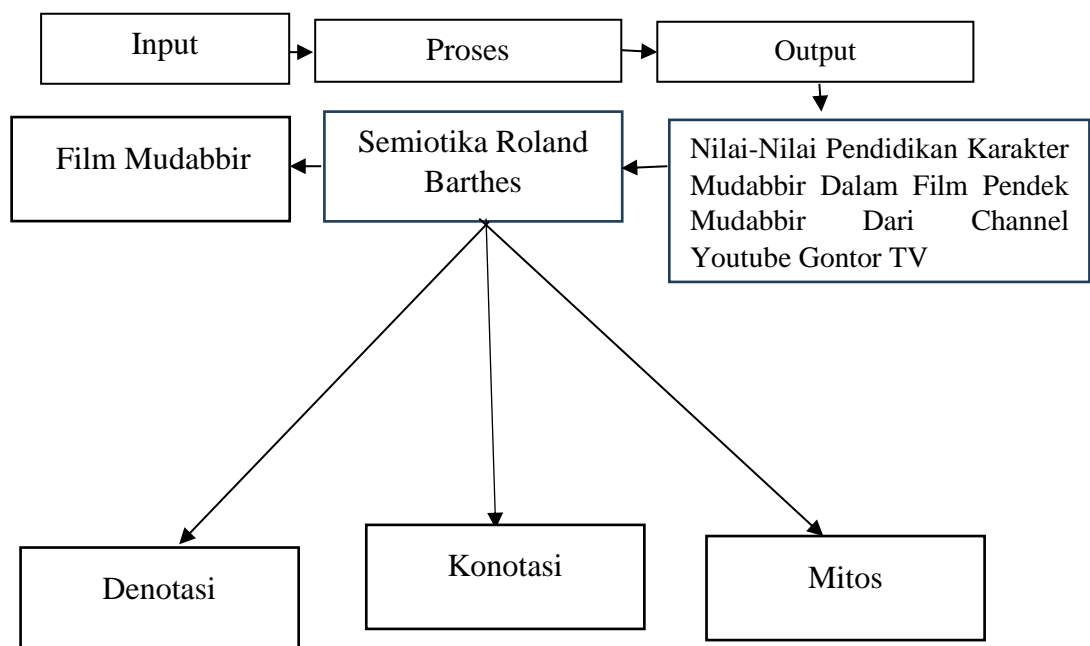 Input
Proses
Output
Film Mudabbir
Semiotika Roland
Barthes
Nilai-Nilai Pendidikan Karakter
Mudabbir Dalam Film Pendek
Mudabbir Dari Channel
Youtube Gontor TV
Denotasi
Konotasi
Mitos